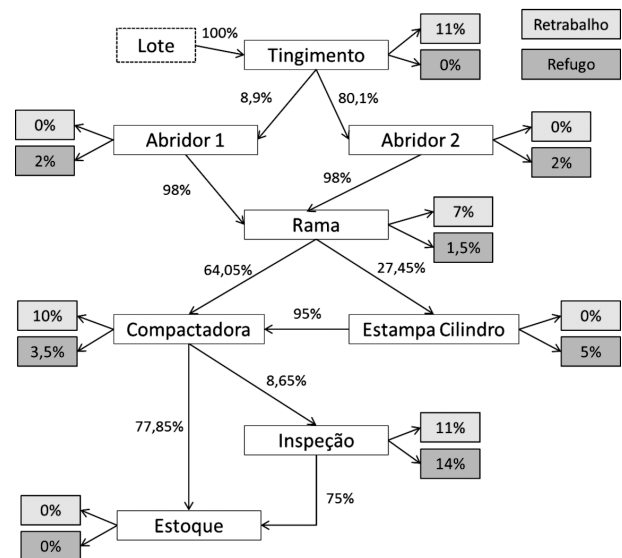 Lote
100%
Tingimento
11%
0%
Retrabalho
Refugo
8,9%
80,1%
0%
2%
Abridor 1
Abridor 2
0%
2%
98%
98%
Rama
7%
1,5%
64,05%
27,45%
10%
3,5%
Compactadora
95%
Estampa Cilindro
0%
5%
77,85%
8,65%
Inspeção
11%
14%
75%
0%
0%
Estoque